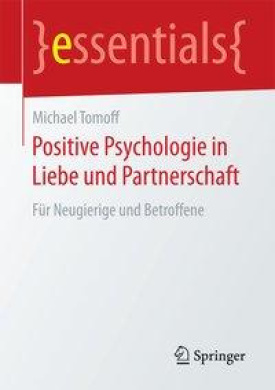 }essentials{
Michael Tomoff
Positive Psychologie in
Liebe und Partnerschaft
Für Neugierige und Betroffene
Springer